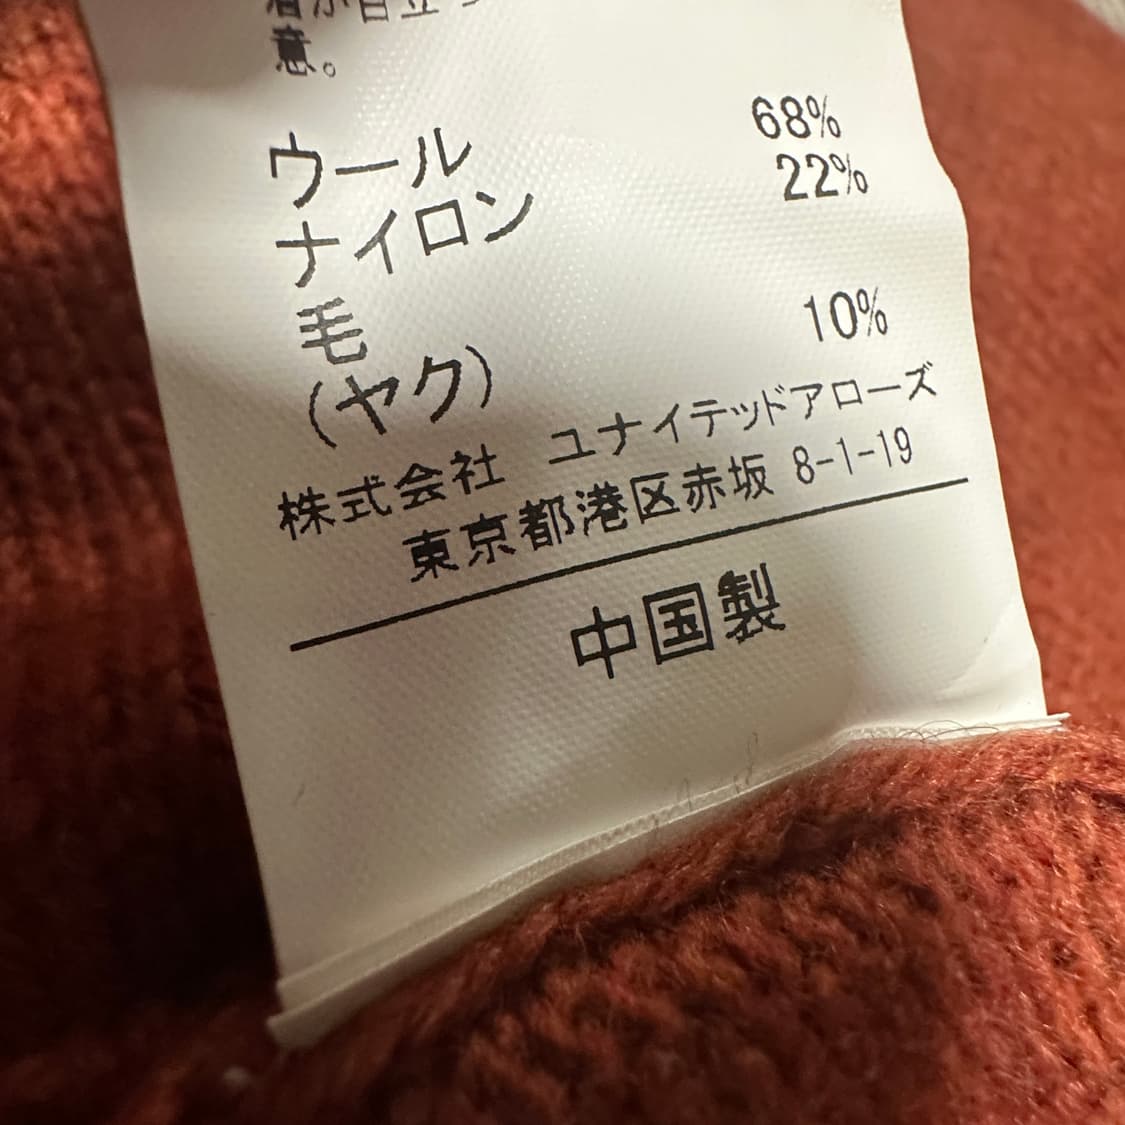 意。
ウール 68%
ナイロン 22%
毛
(ヤク) 10%
株式会社 ユナイテッドアローズ
東京都港区赤坂 8-1-19
中国製